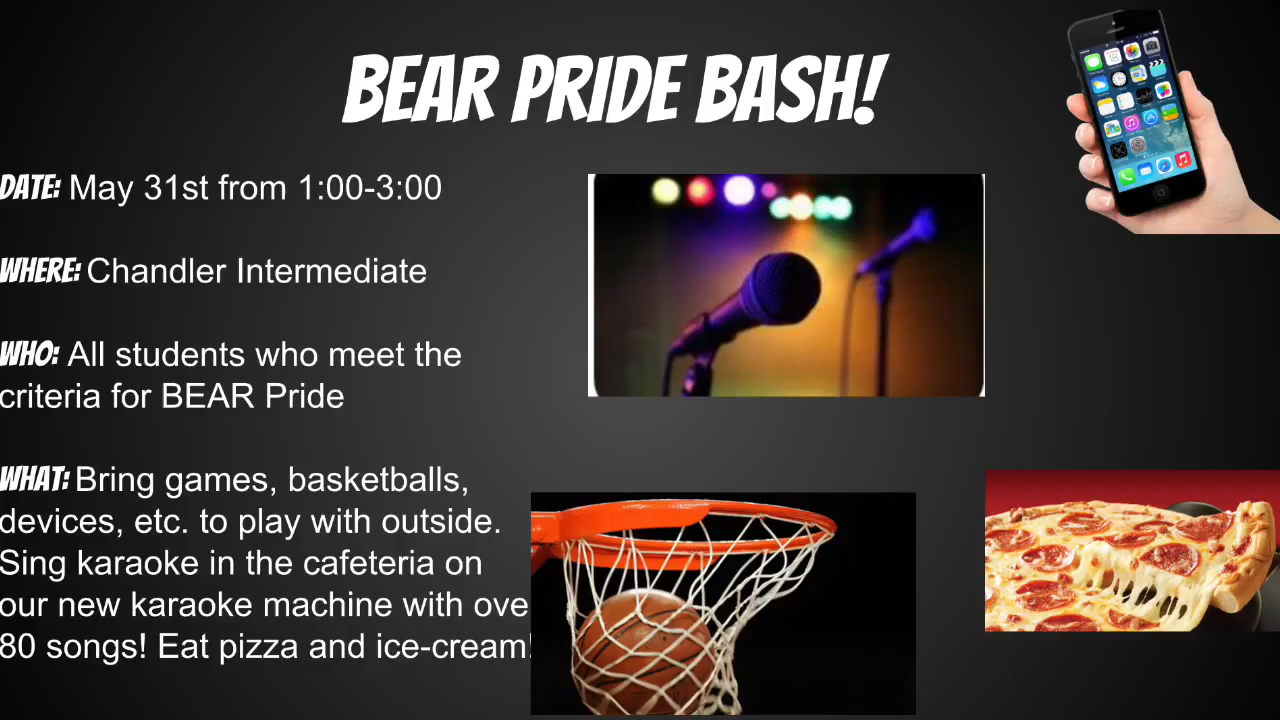 BEAR PRIDE BASH!
DATE: May 31st from 1:00-3:00
WHERE: Chandler Intermediate
WHO: All students who meet the
criteria for BEAR Pride
WHAT: Bring games, basketballs,
devices, etc. to play with outside.
Sing karaoke in the cafeteria on
our new karaoke machine with ove
80 songs! Eat pizza and ice-cream!